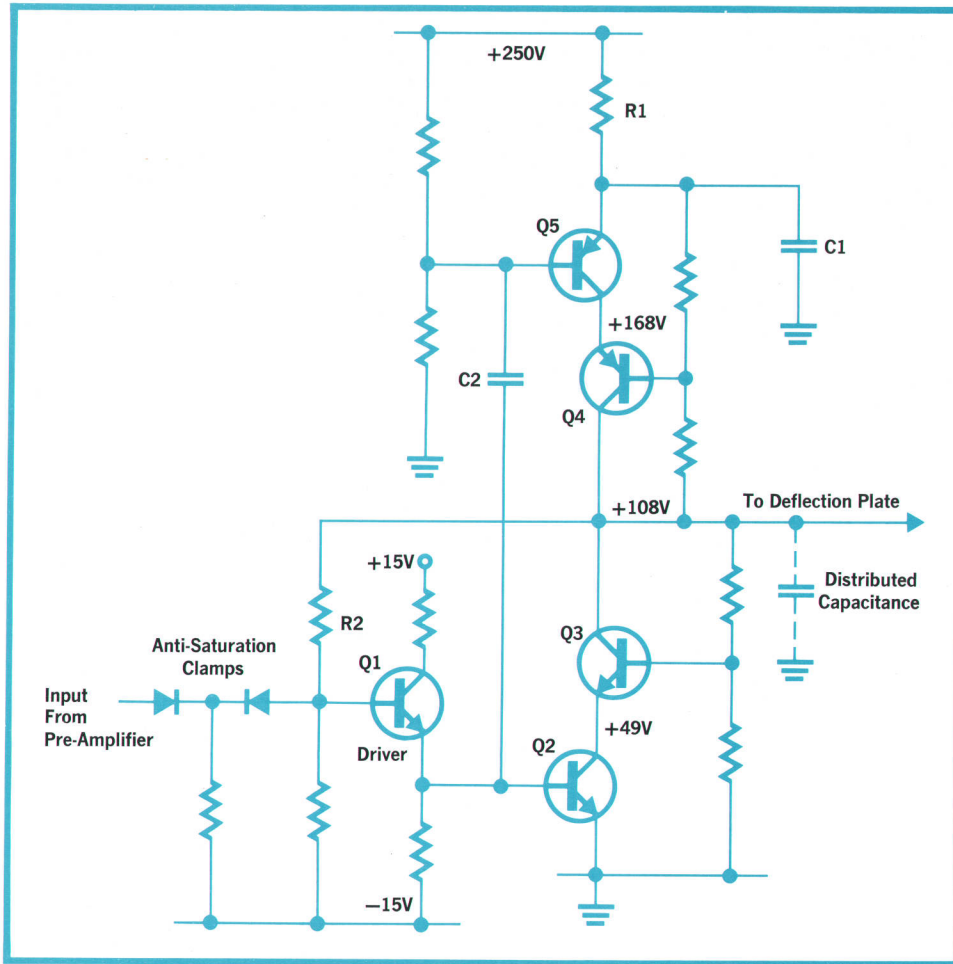 +250V
R1
Q5
C1
+168V
C2
Q4
To Deflection Plate
+108V
+15V
Distributed
Capacitance
R2
Anti-Saturation
Clamps
Q3
Q1
Input
From
Pre-Amplifier
+49V
Driver
Q2
−15V